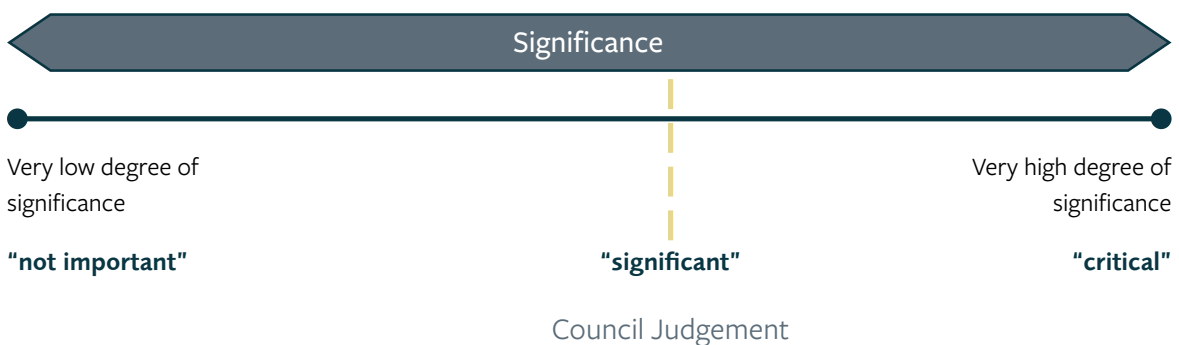 Significance
Very low degree of
significance
Very high degree of
significance
“not important”
“significant”
“critical”
Council Judgement